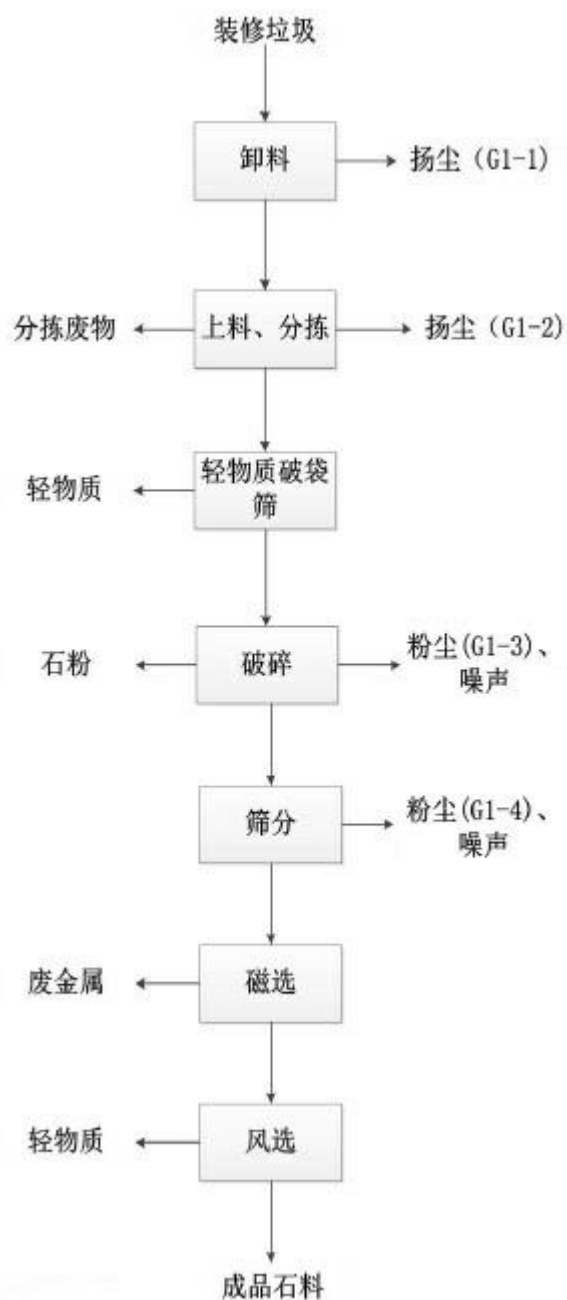 装修垃圾
卸料
扬尘（G1-1）
分拣废物
上料、分拣
扬尘（G1-2）
轻物质
轻物质破袋
筛
石粉
破碎
粉尘(G1-3)、
噪声
筛分
粉尘(G1-4)、
噪声
废金属
磁选
轻物质
风选
成品石料